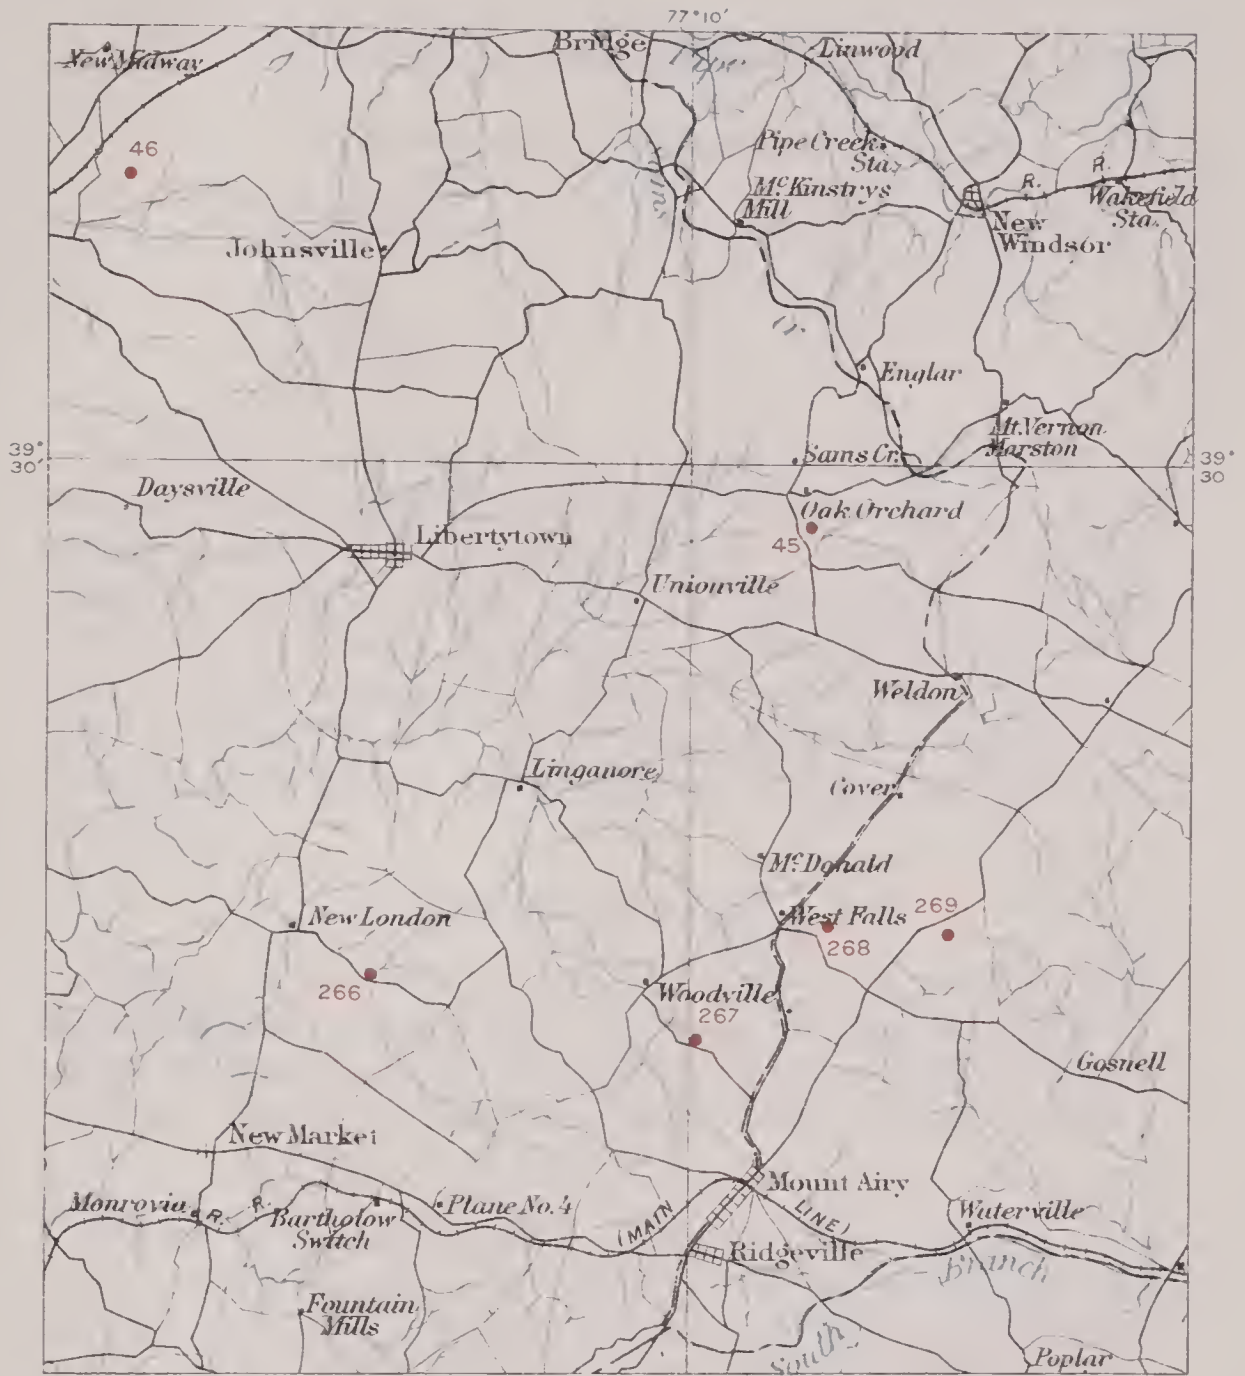 77°10′
New Midway
Bridge
Pipe
Linwood
46
Pipe Creek
Sta.
McKinstrys
Mill
R.
R.
Wakefield
Sta.
New
Windsor
Johnsville
Sams
Cr.
Englar
Mt. Vernon
Marston
39°
30′
Sams Cr.
39°
30
Daysville
Oak Orchard
Libertytown
45
Unionville
Weldon
Linganore
Cover
McDonald
New London
West Falls
269
268
266
Woodville
267
Gosnell
New Market
Mount Airy
Monrovia
R.
R.
Bartholow
Switch
Plane No. 4
(MAIN
LINE)
Waterville
Ridgeville
Branch
Fountain
Mills
South
Poplar